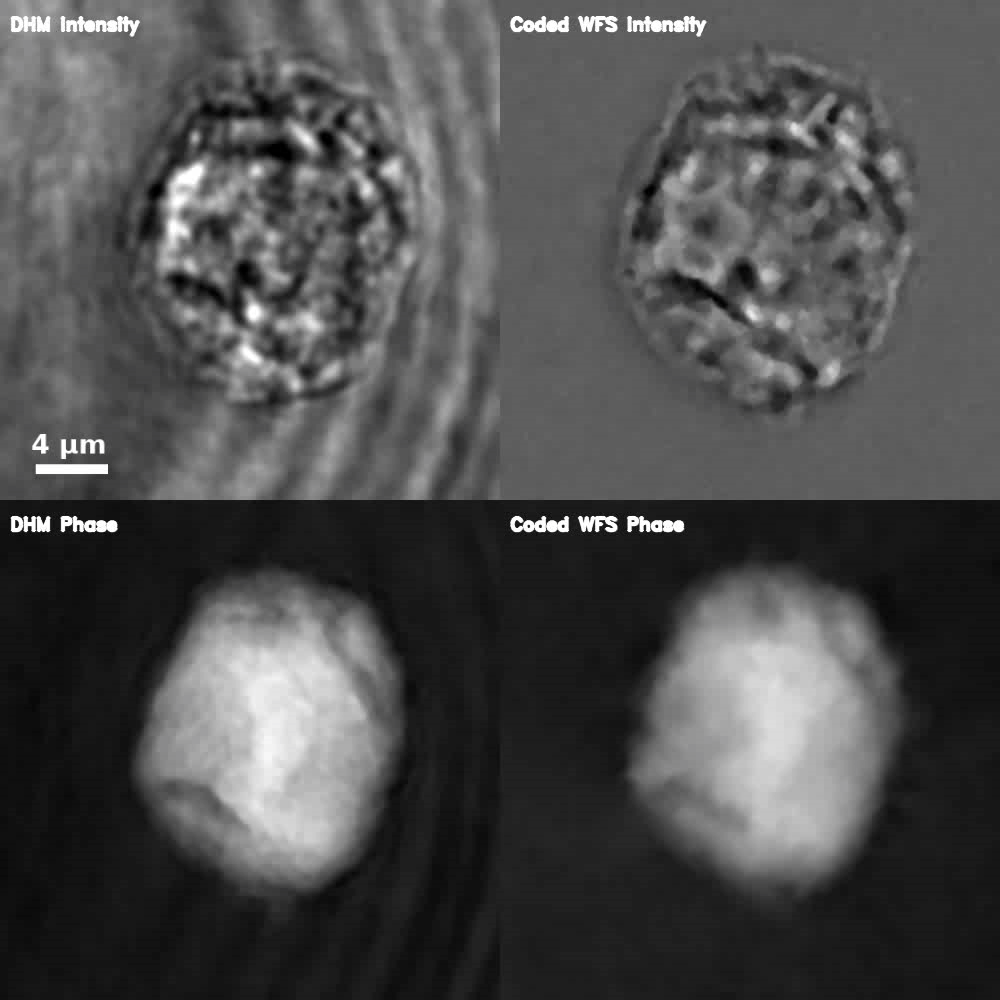 DHM Intensity
Coded WFS Intensity
4 μm
DHM Phase
Coded WFS Phase